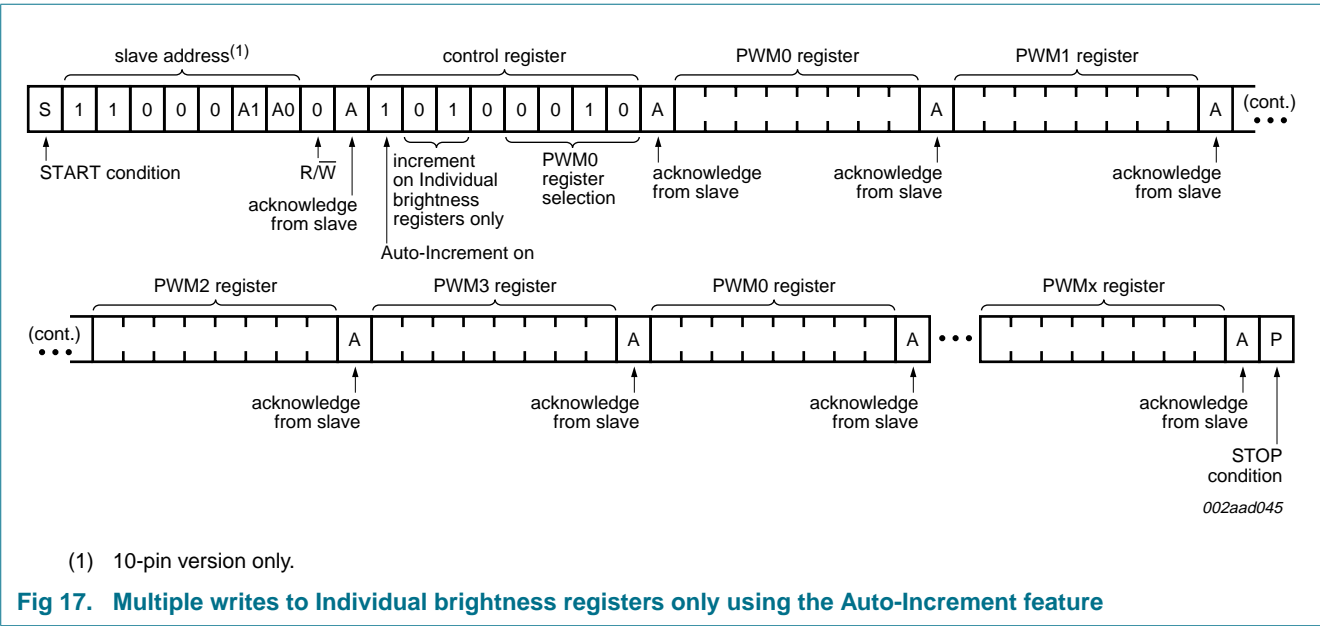 slave address(1) control register PWM0 register PWM1 register
S 1 1 0 0 0 A1 A0 0 A 1 0 1 0 0 0 1 0 A A A (cont.)
START condition R/W̅ increment PWM0 acknowledge acknowledge acknowledge
acknowledge on Individual register from slave from slave from slave
from slave brightness selection
registers only
Auto-Increment on
PWM2 register PWM3 register PWM0 register PWMx register
(cont.) A A A A P
acknowledge acknowledge acknowledge acknowledge
from slave from slave from slave from slave
STOP
condition
002aad045
(1) 10-pin version only.
Fig 17. Multiple writes to Individual brightness registers only using the Auto-Increment feature